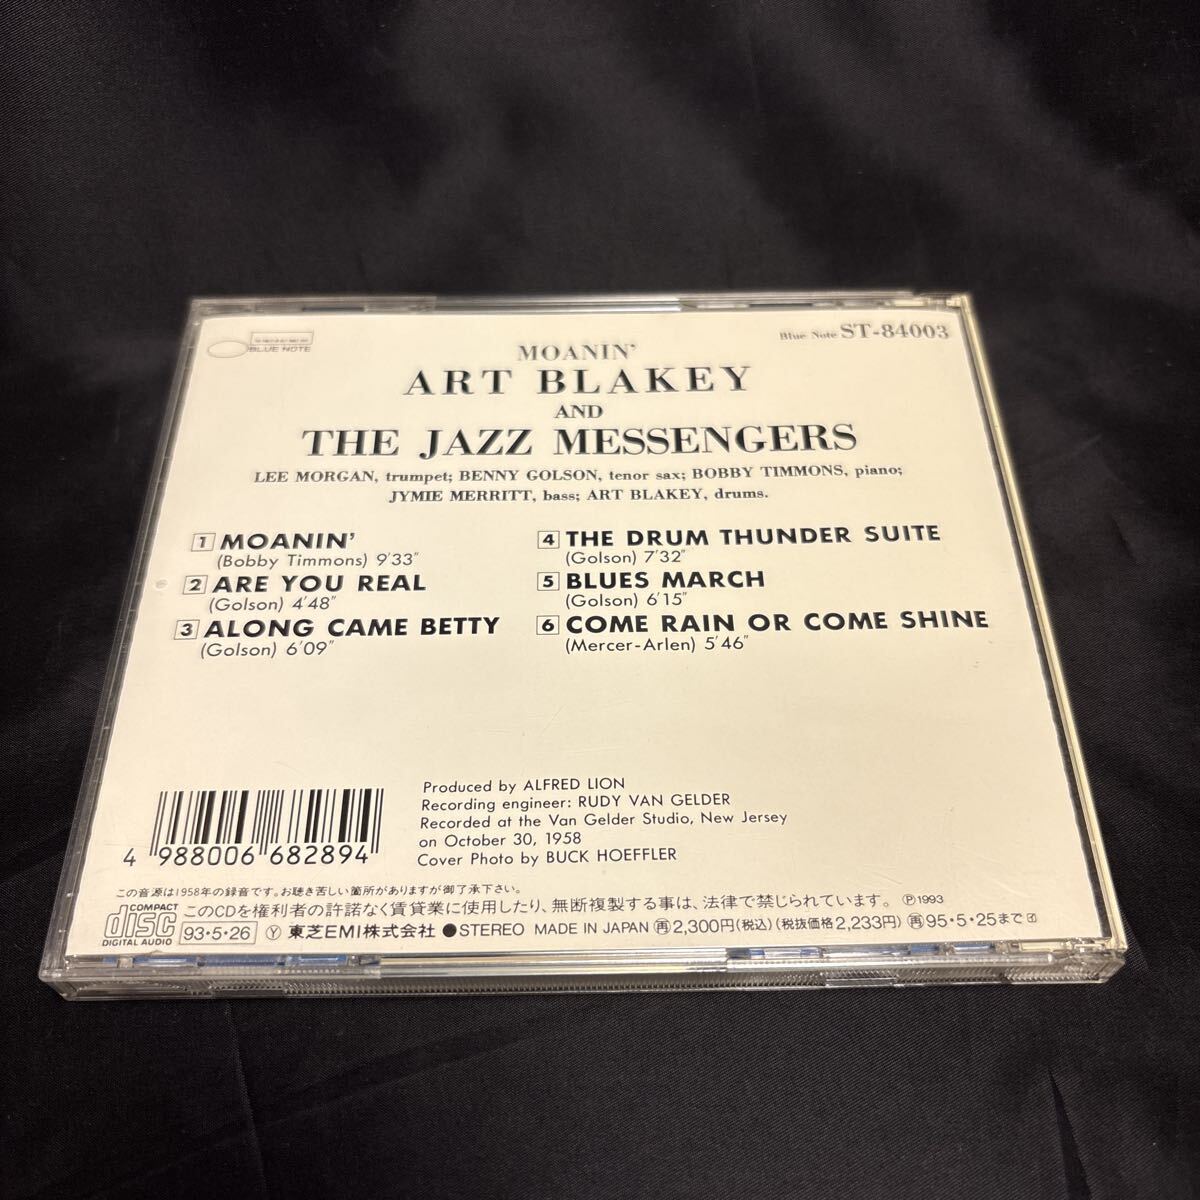 BLUE NOTE
Blue Note ST-84003
MOANIN'
ART BLAKEY
AND
THE JAZZ MESSENGERS
LEE MORGAN, trumpet; BENNY GOLSON, tenor sax; BOBBY TIMMONS, piano;
JYMIE MERRITT, bass; ART BLAKEY, drums.
1 MOANIN'
(Bobby Timmons) 9'33"
2 ARE YOU REAL
(Golson) 4'48"
3 ALONG CAME BETTY
(Golson) 6'09"
4 THE DRUM THUNDER SUITE
(Golson) 7'32"
5 BLUES MARCH
(Golson) 6'15"
6 COME RAIN OR COME SHINE
(Mercer-Arlen) 5'46"
Produced by ALFRED LION
Recording engineer: RUDY VAN GELDER
Recorded at the Van Gelder Studio, New Jersey
on October 30, 1958
Cover Photo by BUCK HOEFFLER
4 988006 682894
この音源は1958年の録音です。お聴き苦しい箇所がありますが御了承下さい。
COMPACT disc DIGITAL AUDIO
このCDを権利者の許諾なく賃貸業に使用したり、無断複製する事は、法律で禁じられています。 Ⓟ1993
93・5・26 Ⓨ 東芝EMI株式会社 ●STEREO MADE IN JAPAN ㊢2,300円(税込)(税抜価格2,233円) ㊢95・5・25まで